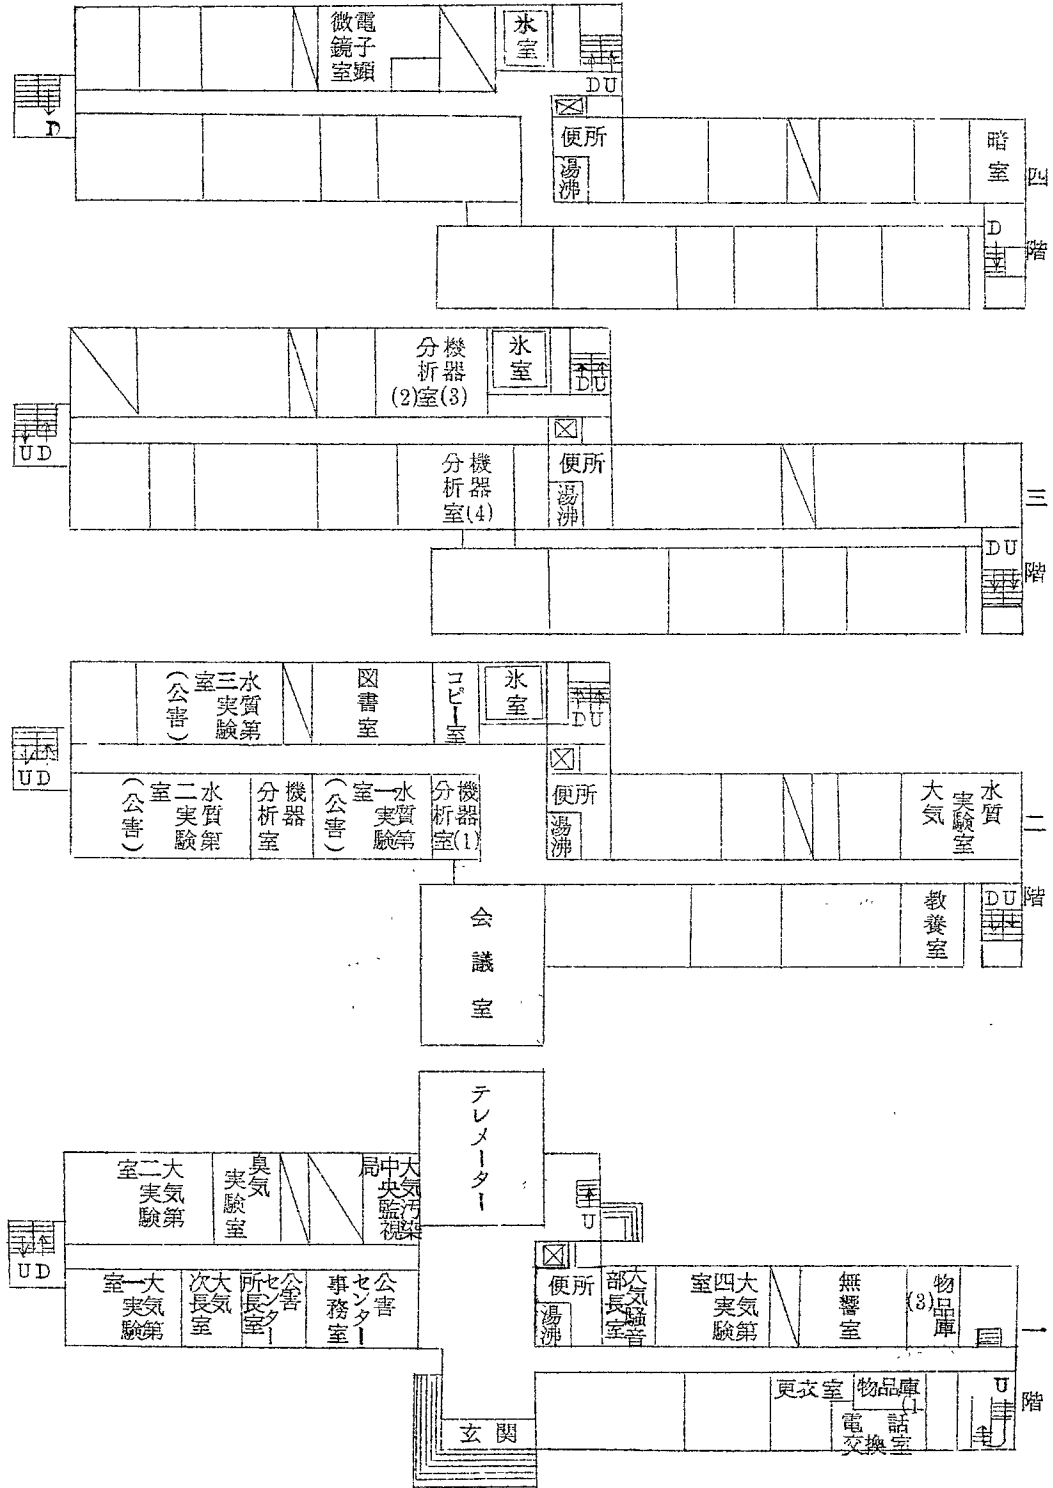 電子顕
微鏡室
氷室
D U
D
便所
湯沸
暗室
D
四階
機器
分析室
(2) (3)
氷室
D U
U D
機器
分析室(4)
便所
湯沸
D U
三階
水質第
三実験
室
(公害)
図書室
コピー室
氷室
D U
U D
水質第
二実験
室
(公害)
機器
分析室
水質第
一実験
室
(公害)
機器
分析室(1)
便所
湯沸
水質
大気
実験室
会議室
教養室
D U
二階
テレメーター
大気第
二実験
室
臭気
実験室
大気汚染
中央監視
局
U
U D
大気第
一実験
室
大気
次長室
公害
センター
所長室
公害
センター
事務室
便所
湯沸
大気騒音
部長室
大気第
四実験
室
無響室
物品庫
(3)
更衣室
物品庫
(1
電話
交換室
U
玄関
一階